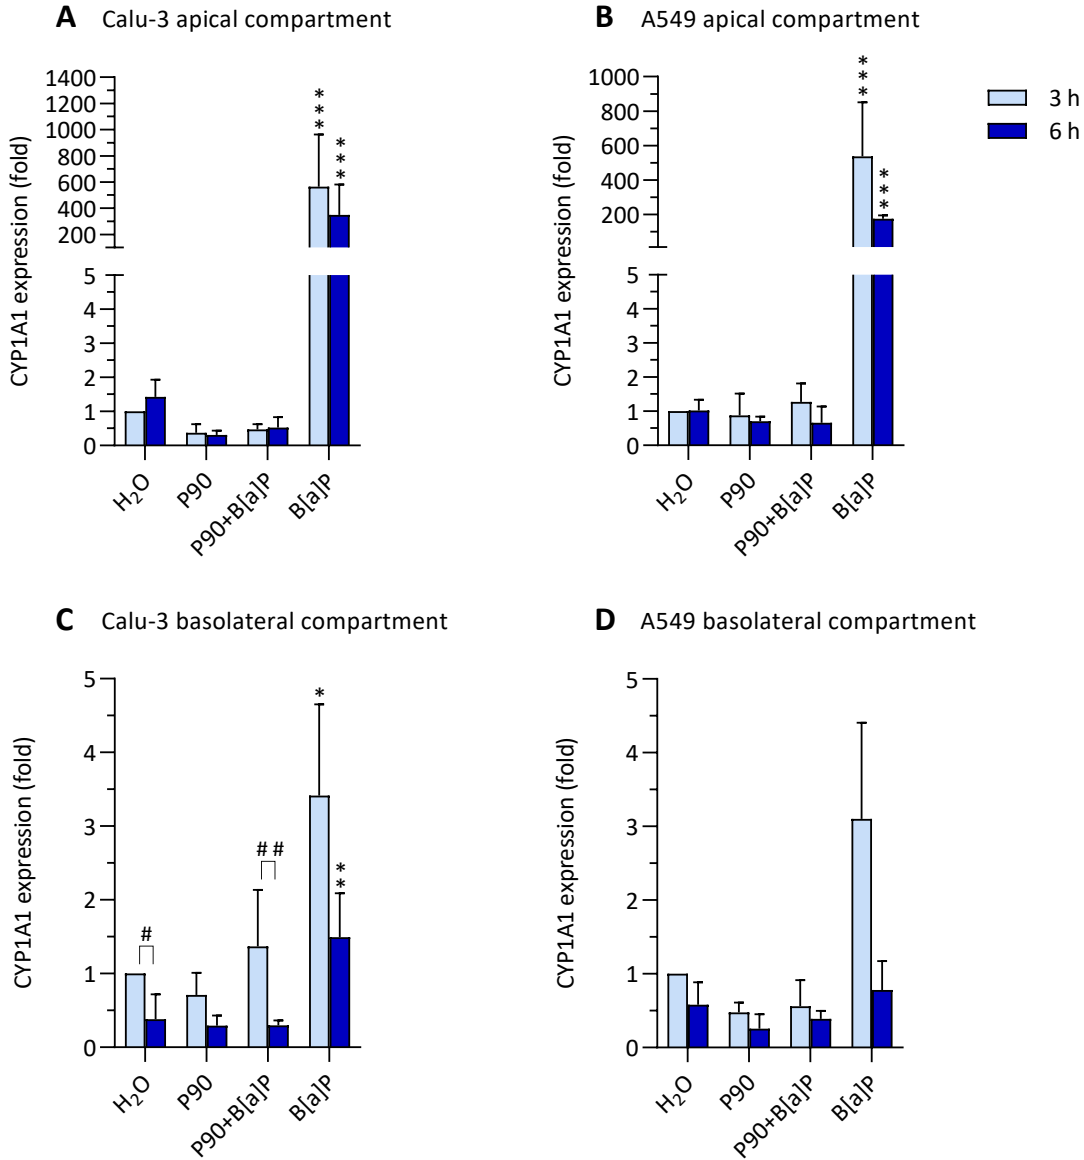 A Calu-3 apical compartment
CYP1A1 expression (fold)
1400
1200
1000
800
600
400
200
5
4
3
2
1
0
***
***
H₂O
P90
P90+B[a]P
B[a]P
B A549 apical compartment
CYP1A1 expression (fold)
1000
800
600
400
200
5
4
3
2
1
0
***
***
H₂O
P90
P90+B[a]P
B[a]P
3 h
6 h
C Calu-3 basolateral compartment
CYP1A1 expression (fold)
5
4
3
2
1
0
#
##
*
**
H₂O
P90
P90+B[a]P
B[a]P
D A549 basolateral compartment
CYP1A1 expression (fold)
5
4
3
2
1
0
H₂O
P90
P90+B[a]P
B[a]P